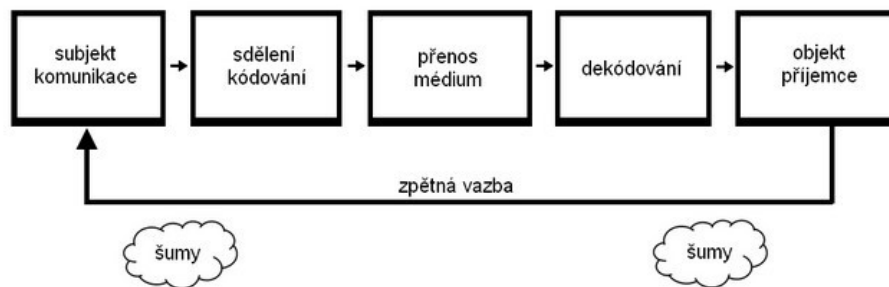 subjekt
komunikace
sdělení
kódování
přenos
médium
dekódování
objekt
příjemce
zpětná vazba
šumy
šumy